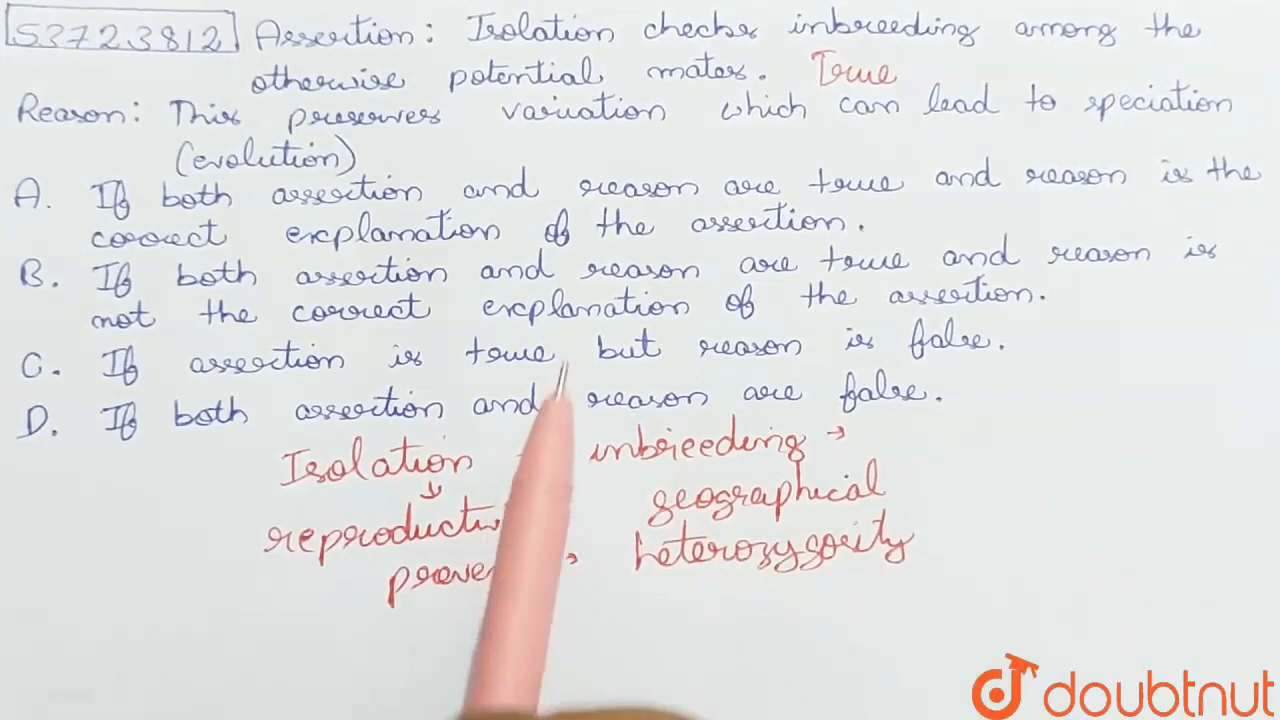 53723812 Assertion: Isolation checks inbreeding among the
otherwise potential mates. True
Reason: This preserves variation which can lead to speciation
(evolution)
A. If both assertion and reason are true and reason is the
correct explanation of the assertion.
B. If both assertion and reason are true and reason is
not the correct explanation of the assertion.
C. If assertion is true but reason is false.
D. If both assertion and reason are false.
Isolation inbrieeding →
↓ geographical
reproductiv
preve → heterozygosity
doubtnut